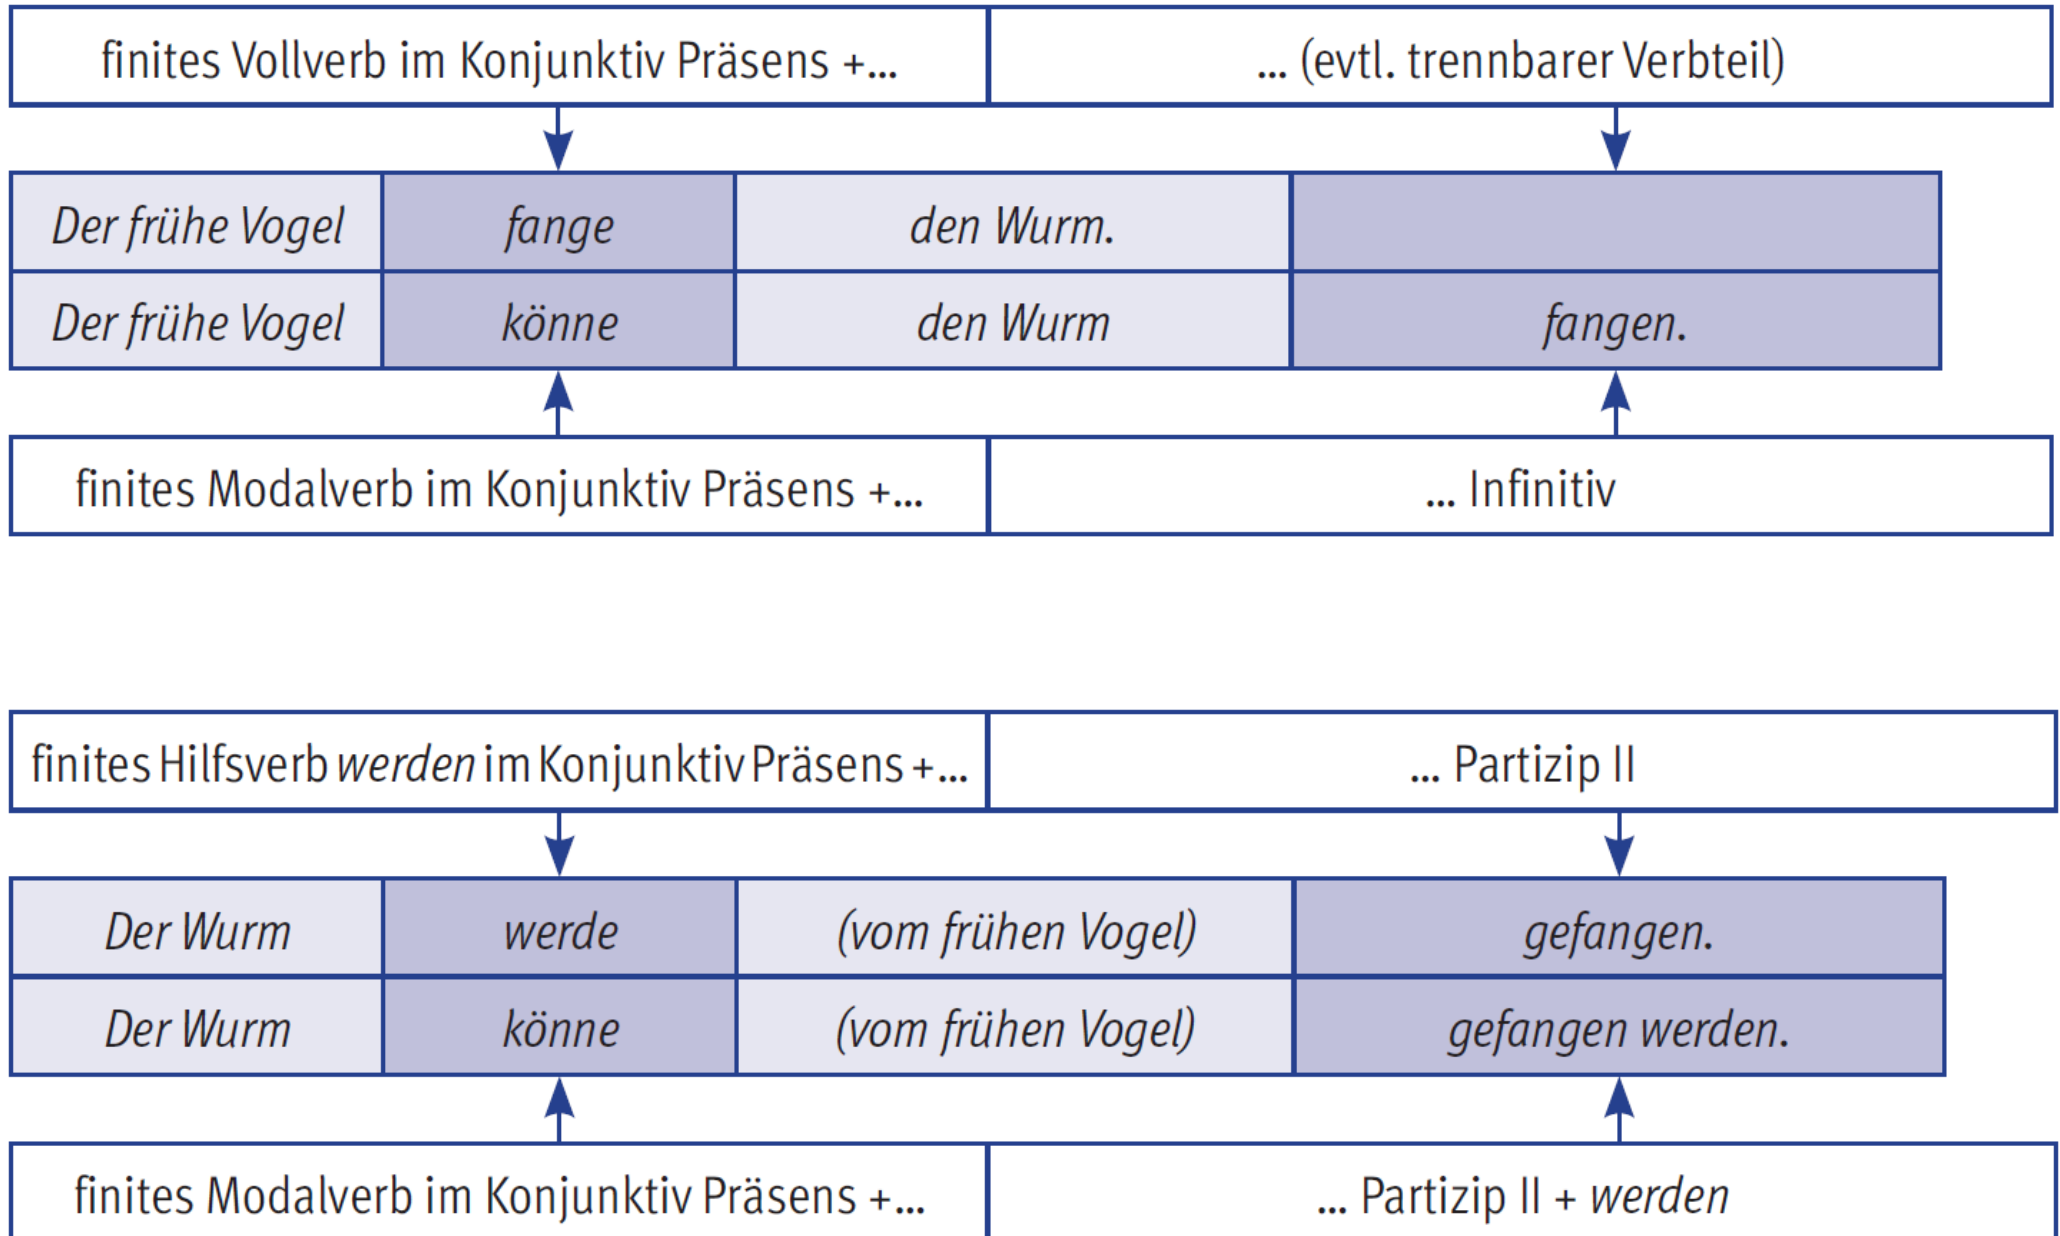 finites Vollverb im Konjunktiv Präsens +... ... (evtl. trennbarer Verbteil)
Der frühe Vogel fange den Wurm.
Der frühe Vogel könne den Wurm fangen.
finites Modalverb im Konjunktiv Präsens +... ... Infinitiv
finites Hilfsverb werden im Konjunktiv Präsens +... ... Partizip II
Der Wurm werde (vom frühen Vogel) gefangen.
Der Wurm könne (vom frühen Vogel) gefangen werden.
finites Modalverb im Konjunktiv Präsens +... ... Partizip II + werden